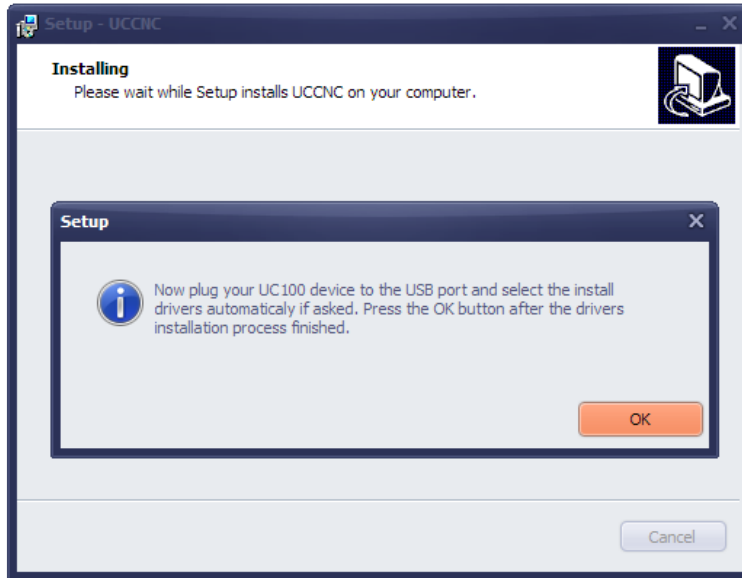 Setup - UCCNC
Installing
Please wait while Setup installs UCCNC on your computer.
Setup
Now plug your UC100 device to the USB port and select the install
drivers automaticaly if asked. Press the OK button after the drivers
installation process finished.
OK
Cancel